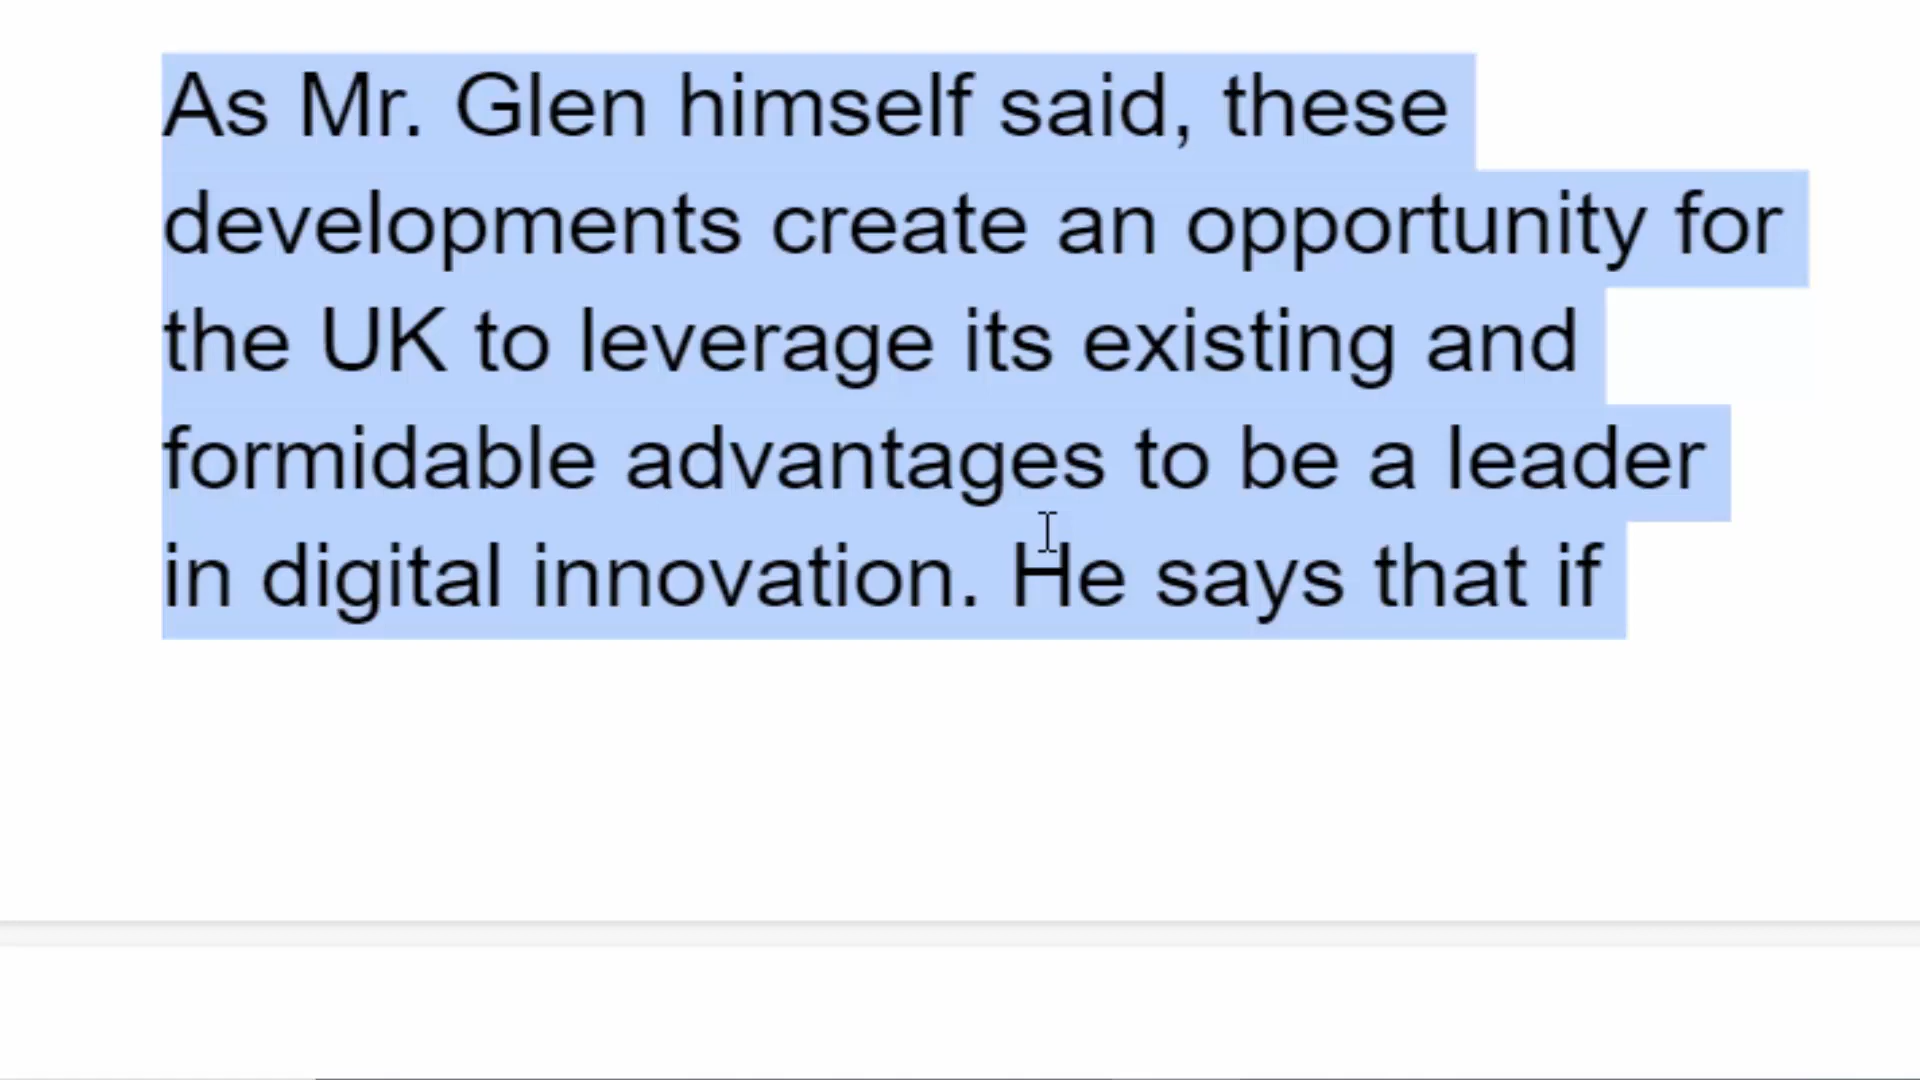 As Mr. Glen himself said, these
developments create an opportunity for
the UK to leverage its existing and
formidable advantages to be a leader
in digital innovation. He says that if